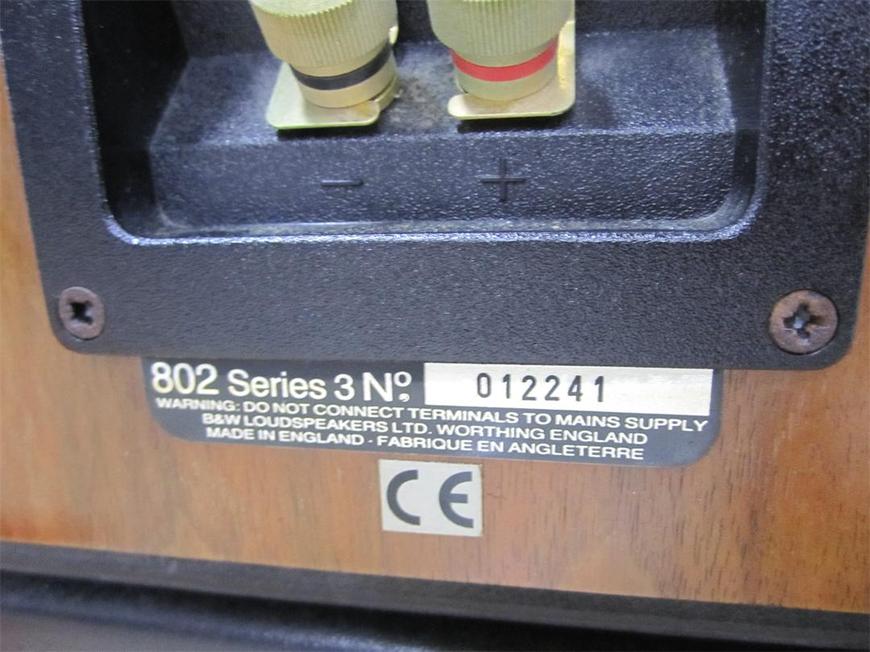 - +
802 Series 3 Nº. 012241
WARNING: DO NOT CONNECT TERMINALS TO MAINS SUPPLY
B&W LOUDSPEAKERS LTD. WORTHING ENGLAND
MADE IN ENGLAND - FABRIQUE EN ANGLETERRE
CE